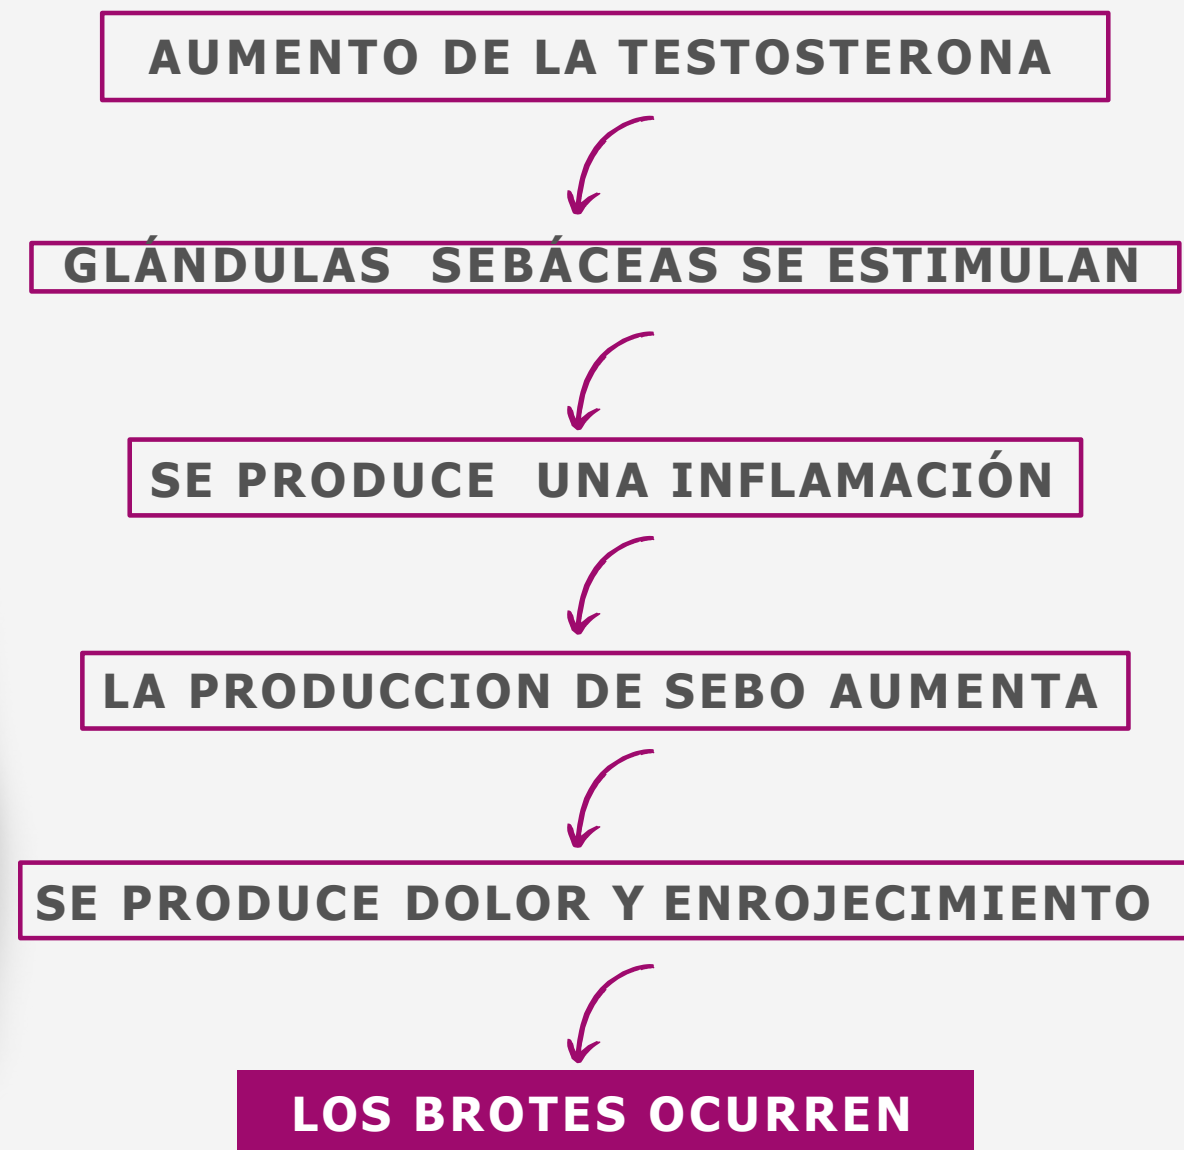 AUMENTO DE LA TESTOSTERONA
GLÁNDULAS SEBÁCEAS SE ESTIMULAN
SE PRODUCE UNA INFLAMACIÓN
LA PRODUCCION DE SEBO AUMENTA
SE PRODUCE DOLOR Y ENROJECIMIENTO
LOS BROTES OCURREN